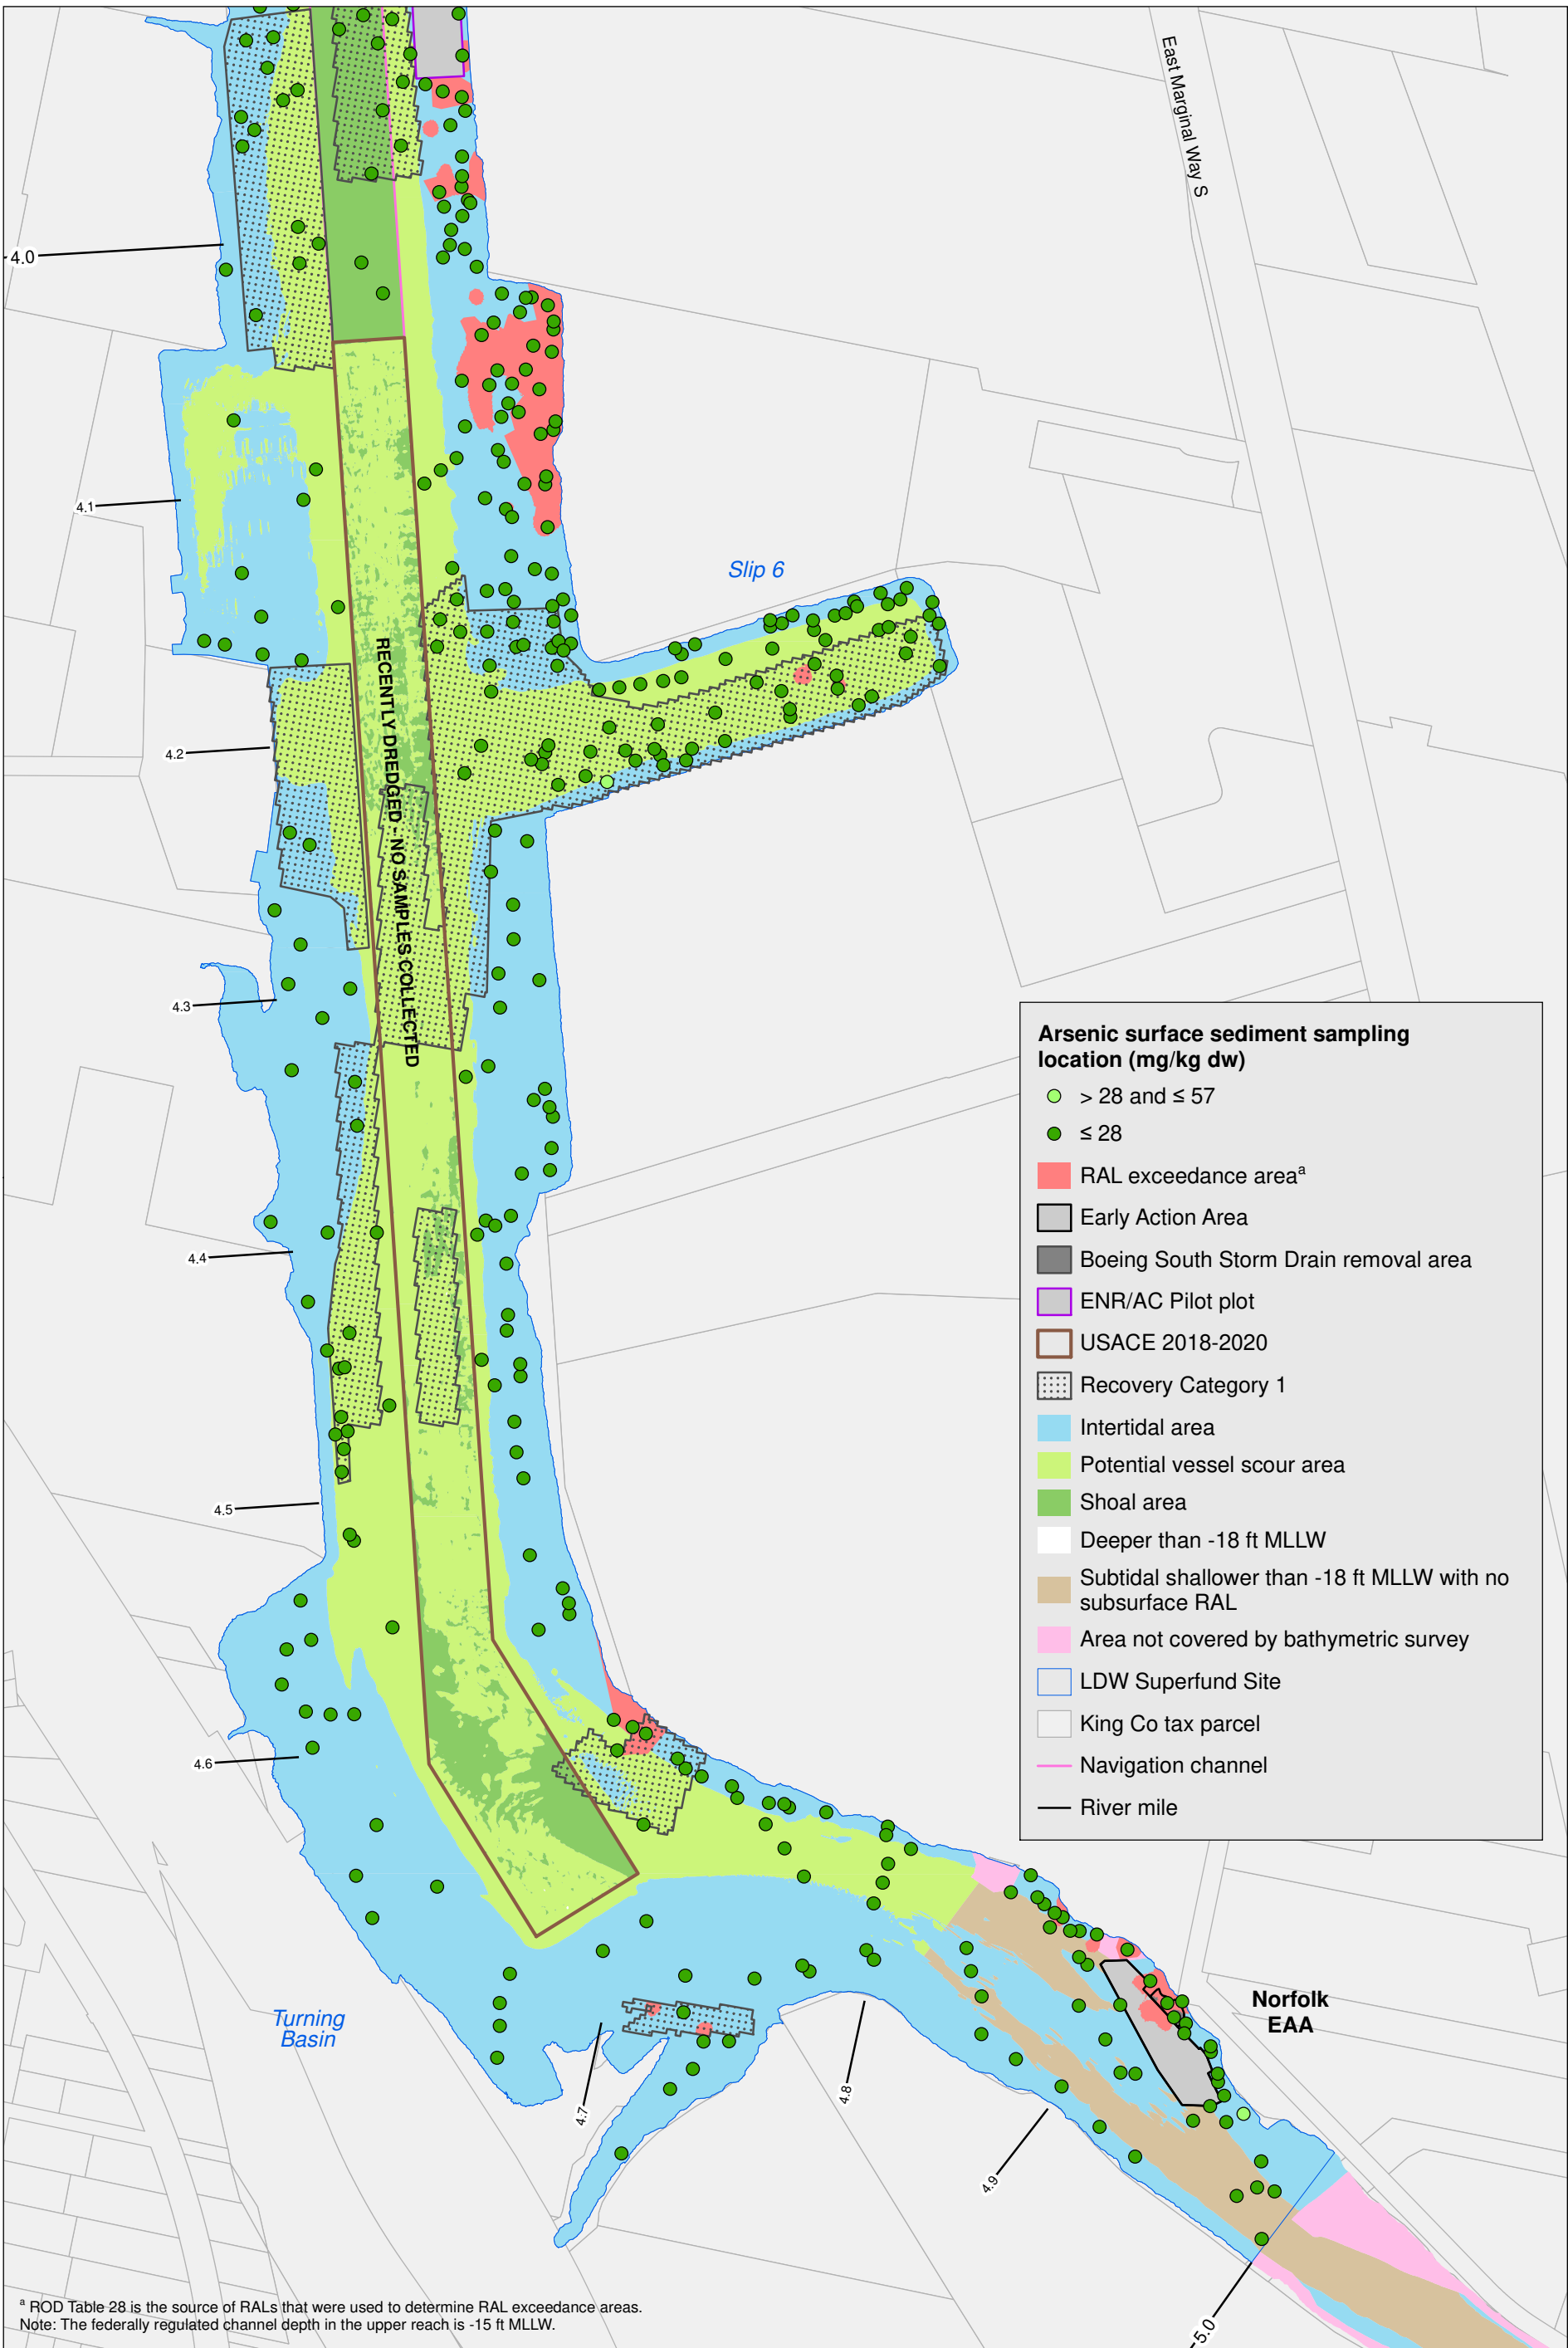 East Marginal Way S
4.0
4.1
Slip 6
RECENTLY DREDGED - NO SAMPLES COLLECTED
4.2
4.3
4.4
4.5
4.6
4.7
4.8
4.9
5.0
Turning
Basin
Norfolk
EAA
Arsenic surface sediment sampling
location (mg/kg dw)
> 28 and ≤ 57
≤ 28
RAL exceedance areaᵃ
Early Action Area
Boeing South Storm Drain removal area
ENR/AC Pilot plot
USACE 2018-2020
Recovery Category 1
Intertidal area
Potential vessel scour area
Shoal area
Deeper than -18 ft MLLW
Subtidal shallower than -18 ft MLLW with no
subsurface RAL
Area not covered by bathymetric survey
LDW Superfund Site
King Co tax parcel
Navigation channel
River mile
ᵃ ROD Table 28 is the source of RALs that were used to determine RAL exceedance areas.
Note: The federally regulated channel depth in the upper reach is -15 ft MLLW.